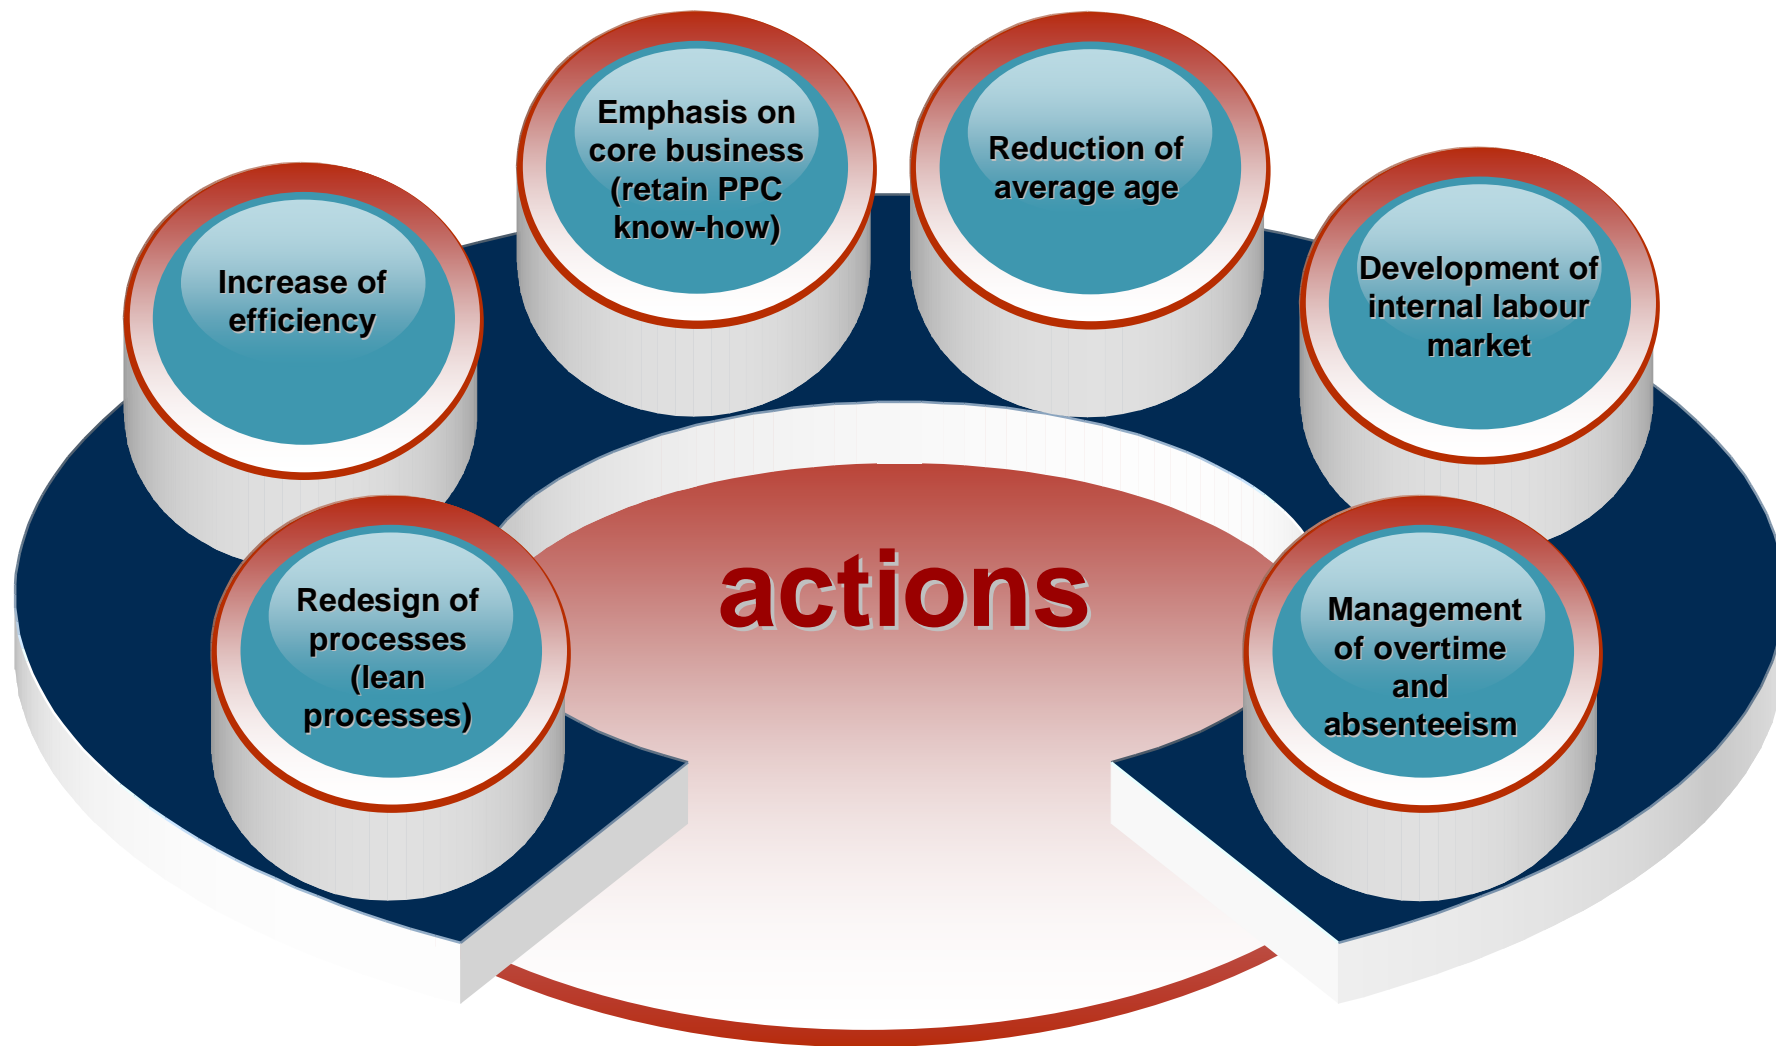 Emphasis on
core business
(retain PPC
know-how)
Reduction of
average age
Increase of
efficiency
Development of
internal labour
market
actions
Redesign of
processes
(lean
processes)
Management
of overtime
and
absenteeism